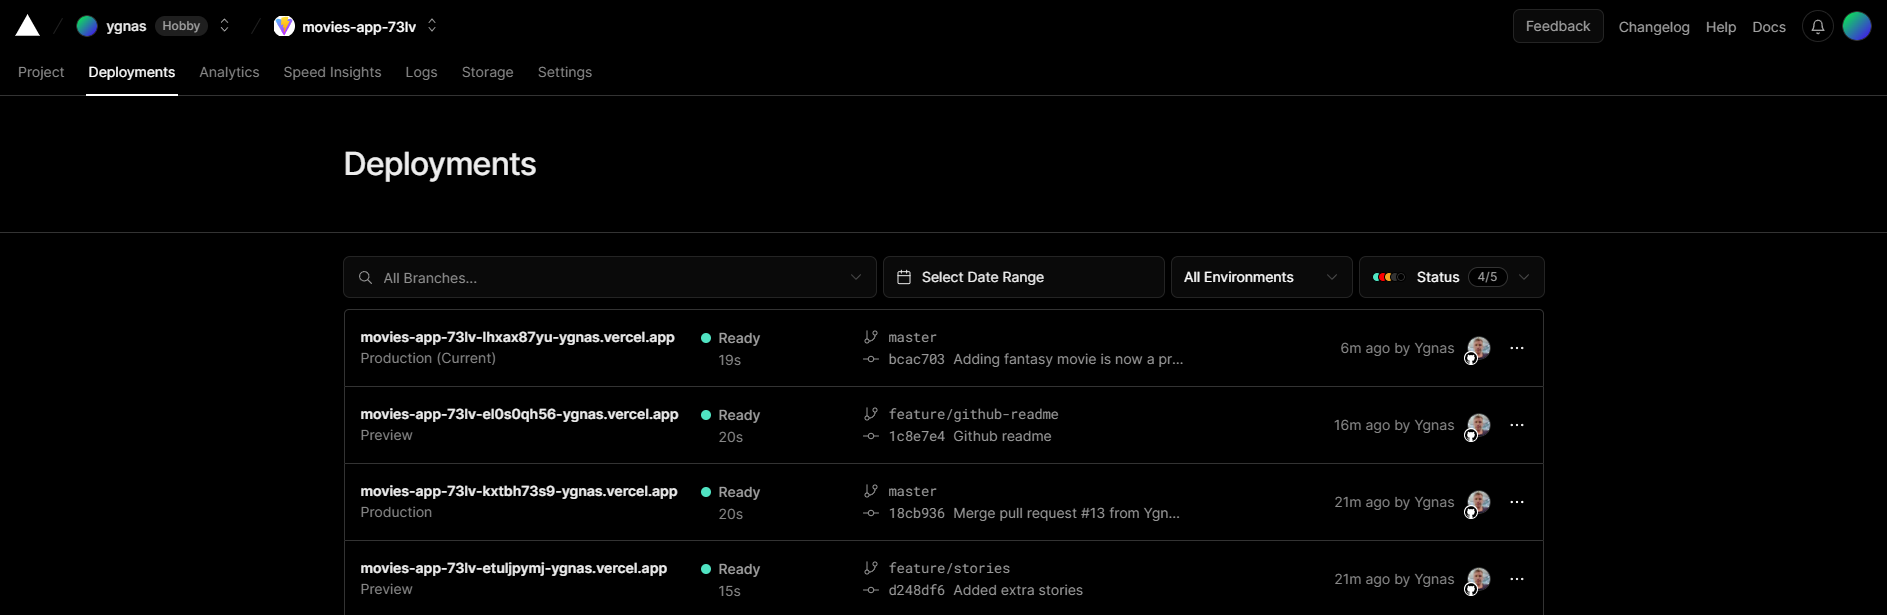 ygnas Hobby movies-app-73lv Feedback Changelog Help Docs
Project Deployments Analytics Speed Insights Logs Storage Settings
Deployments
All Branches... Select Date Range All Environments Status 4/5
movies-app-73lv-lhxax87yu-ygnas.vercel.app Ready master
Production (Current) 19s bcac703 Adding fantasy movie is now a pr... 6m ago by Ygnas
movies-app-73lv-el0s0qh56-ygnas.vercel.app Ready feature/github-readme
Preview 20s 1c8e7e4 Github readme 16m ago by Ygnas
movies-app-73lv-kxtbh73s9-ygnas.vercel.app Ready master
Production 20s 18cb936 Merge pull request #13 from Ygn... 21m ago by Ygnas
movies-app-73lv-etuljpymj-ygnas.vercel.app Ready feature/stories
Preview 15s d248df6 Added extra stories 21m ago by Ygnas